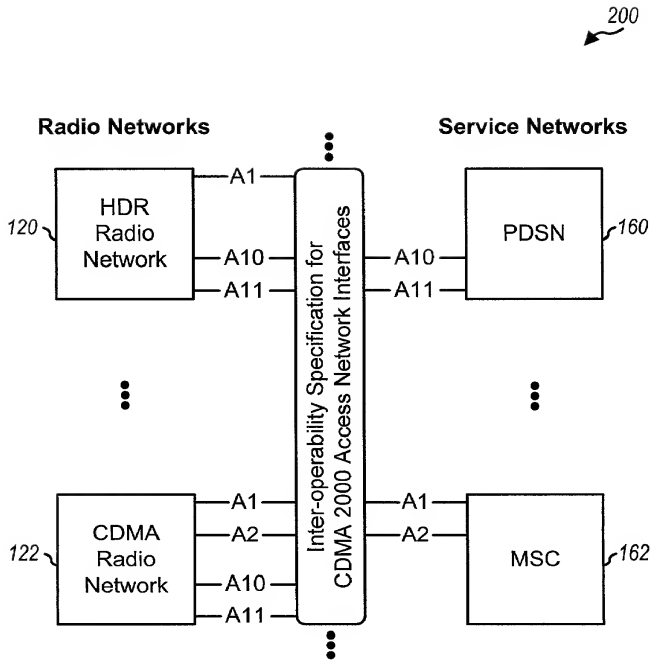 200
Radio Networks
Service Networks
HDR
Radio
Network
120
A1
A10
A11
Inter-operability Specification for
CDMA 2000 Access Network Interfaces
A10
A11
PDSN
160
CDMA
Radio
Network
122
A1
A2
A10
A11
A1
A2
MSC
162